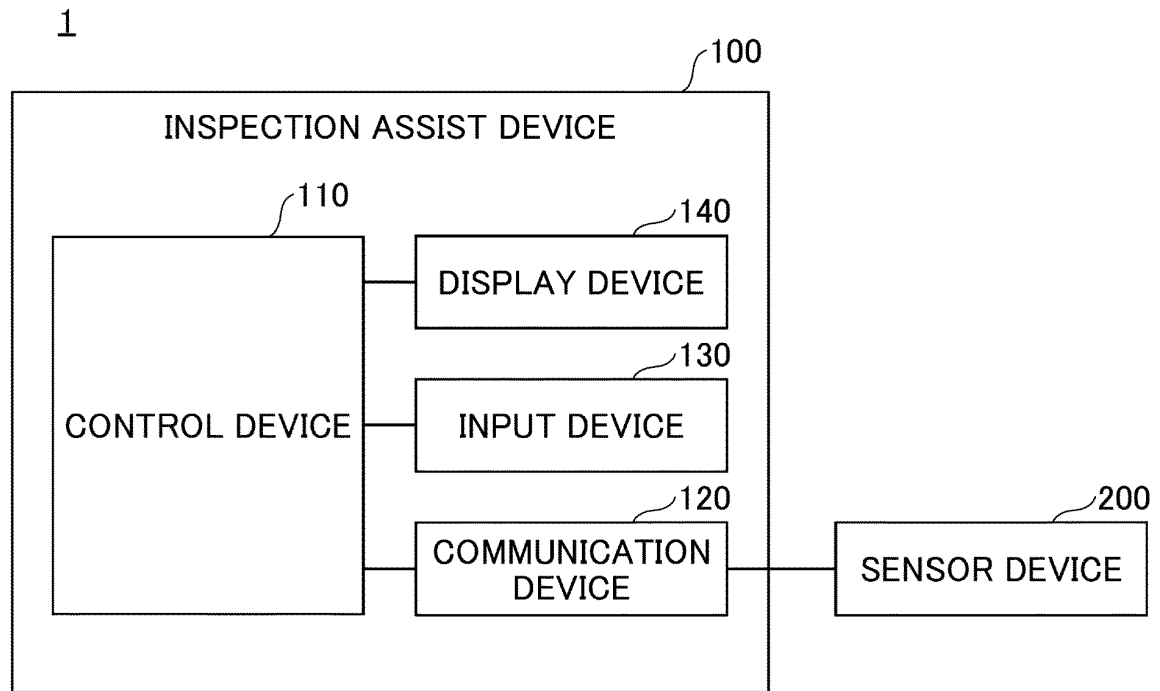 1
100
INSPECTION ASSIST DEVICE
110
140
DISPLAY DEVICE
130
CONTROL DEVICE
INPUT DEVICE
120
200
COMMUNICATION
DEVICE
SENSOR DEVICE